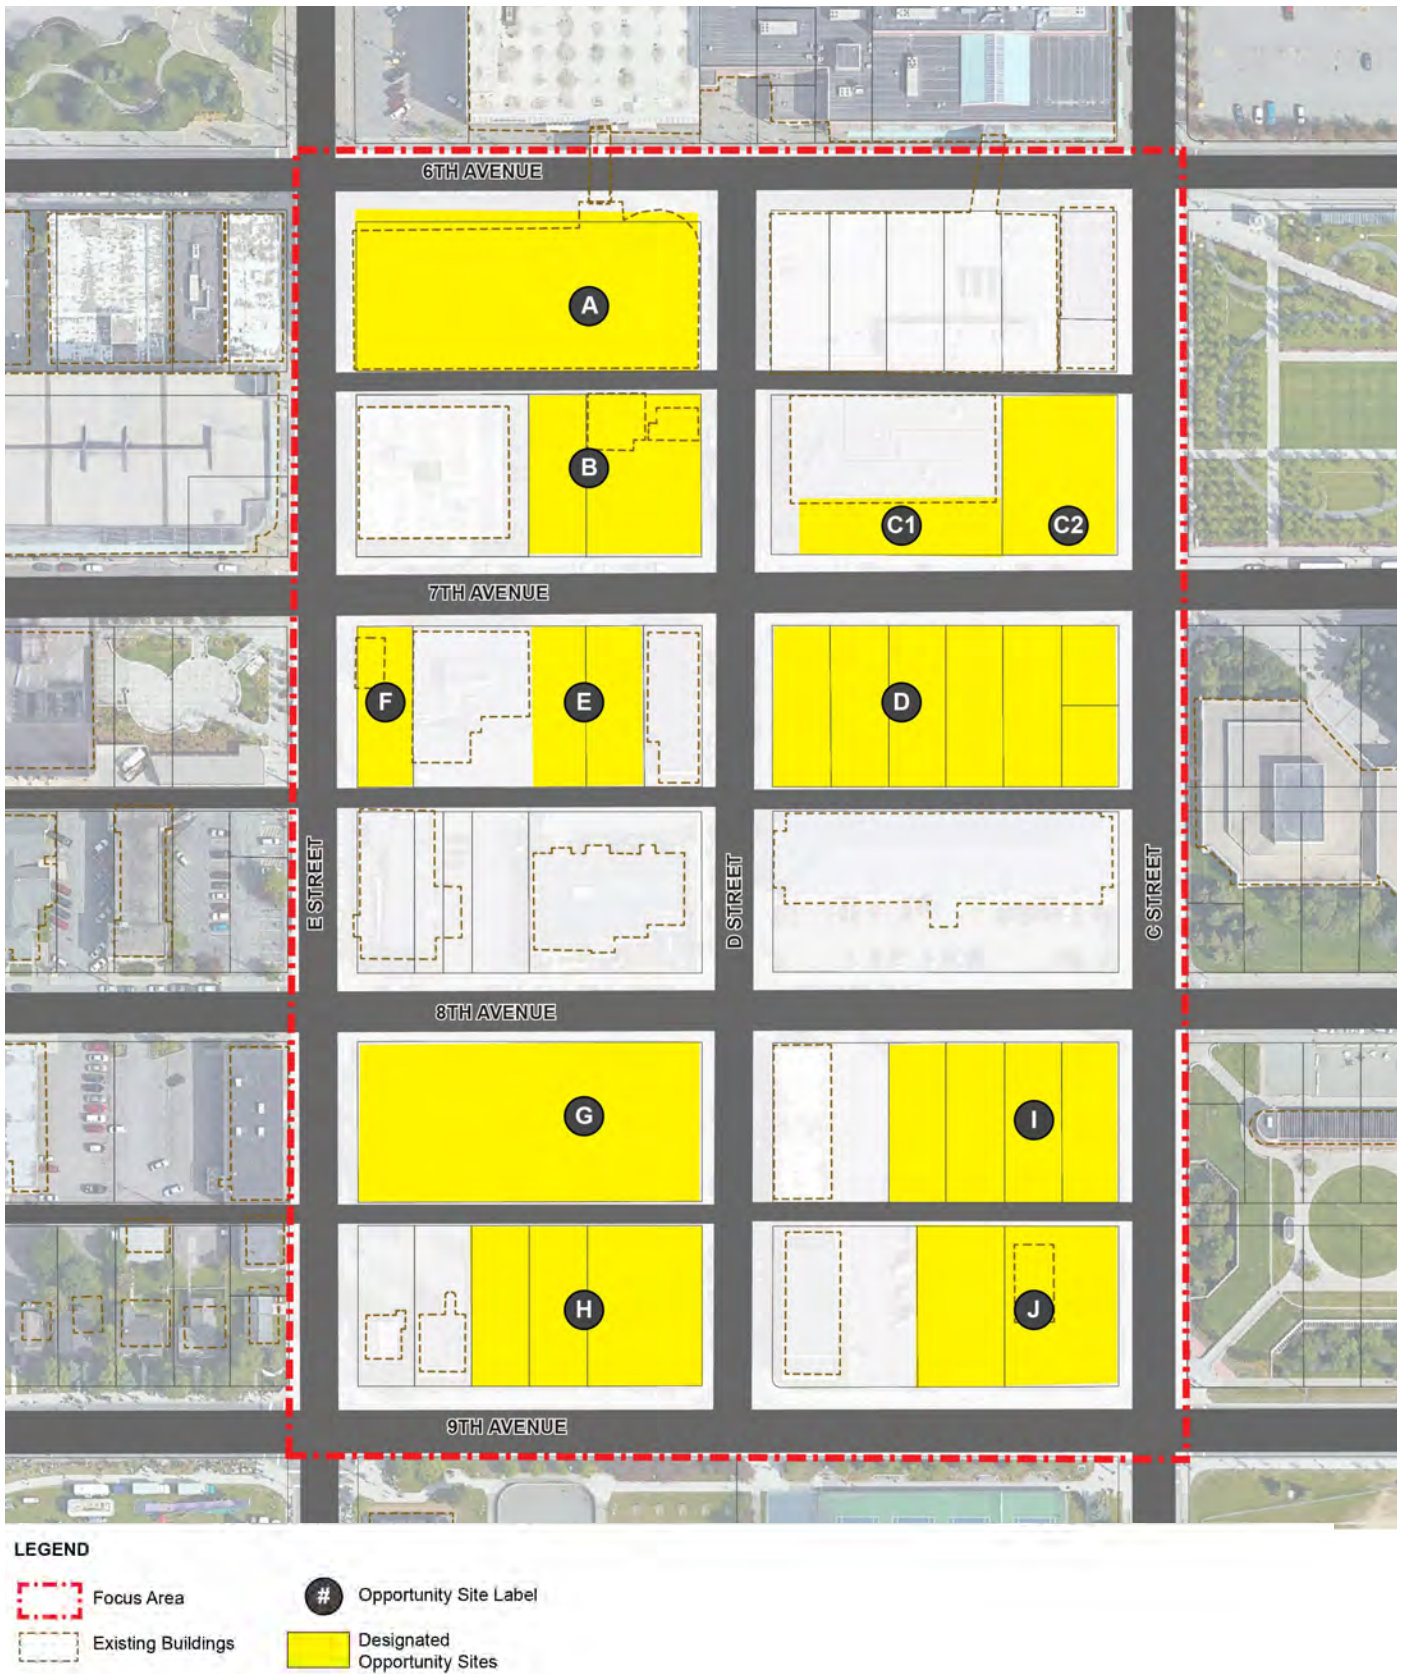 6TH AVENUE
A
B
C1
C2
7TH AVENUE
F
E
D
E STREET
D STREET
C STREET
8TH AVENUE
G
I
H
J
9TH AVENUE
LEGEND
Focus Area
# Opportunity Site Label
Existing Buildings
Designated
Opportunity Sites